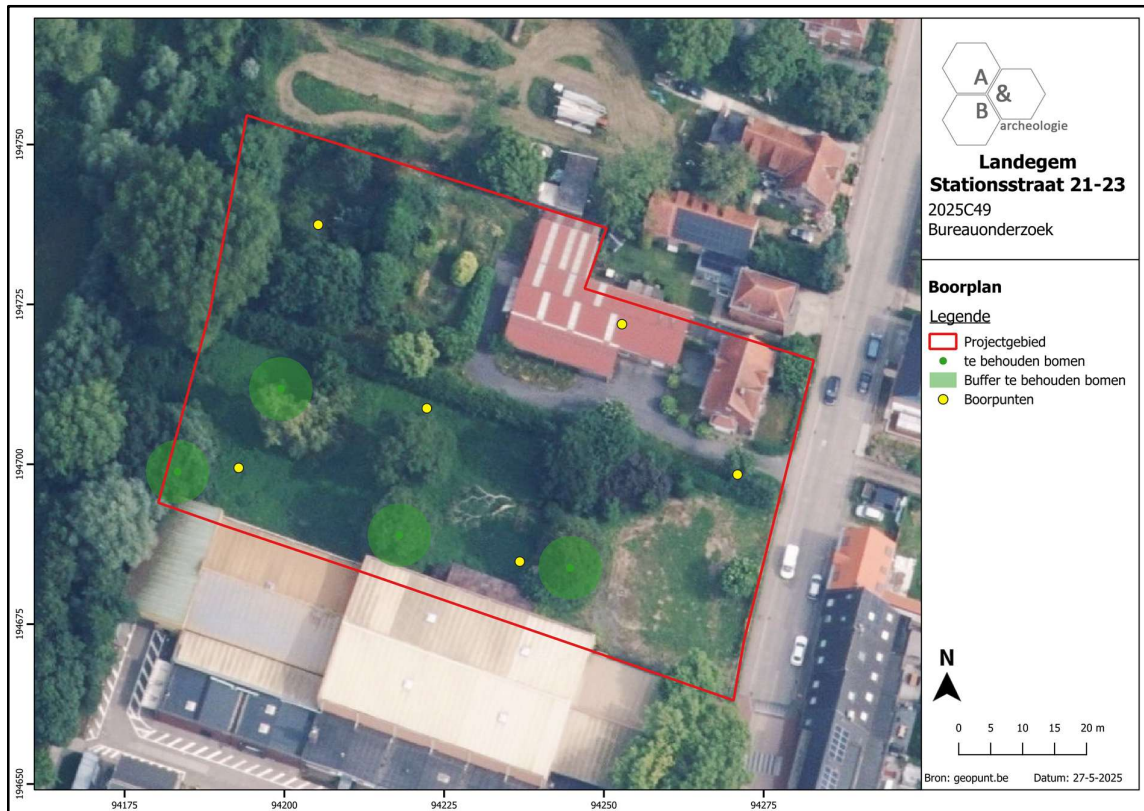 A
&
B
archeologie
Landegem
Stationsstraat 21-23
2025C49
Bureauonderzoek
Boorplan
Legende
Projectgebied
te behouden bomen
Buffer te behouden bomen
Boorpunten
N
0 5 10 15 20 m
Bron: geopunt.be Datum: 27-5-2025
194750
194725
194700
194675
194650
94175 94200 94225 94250 94275